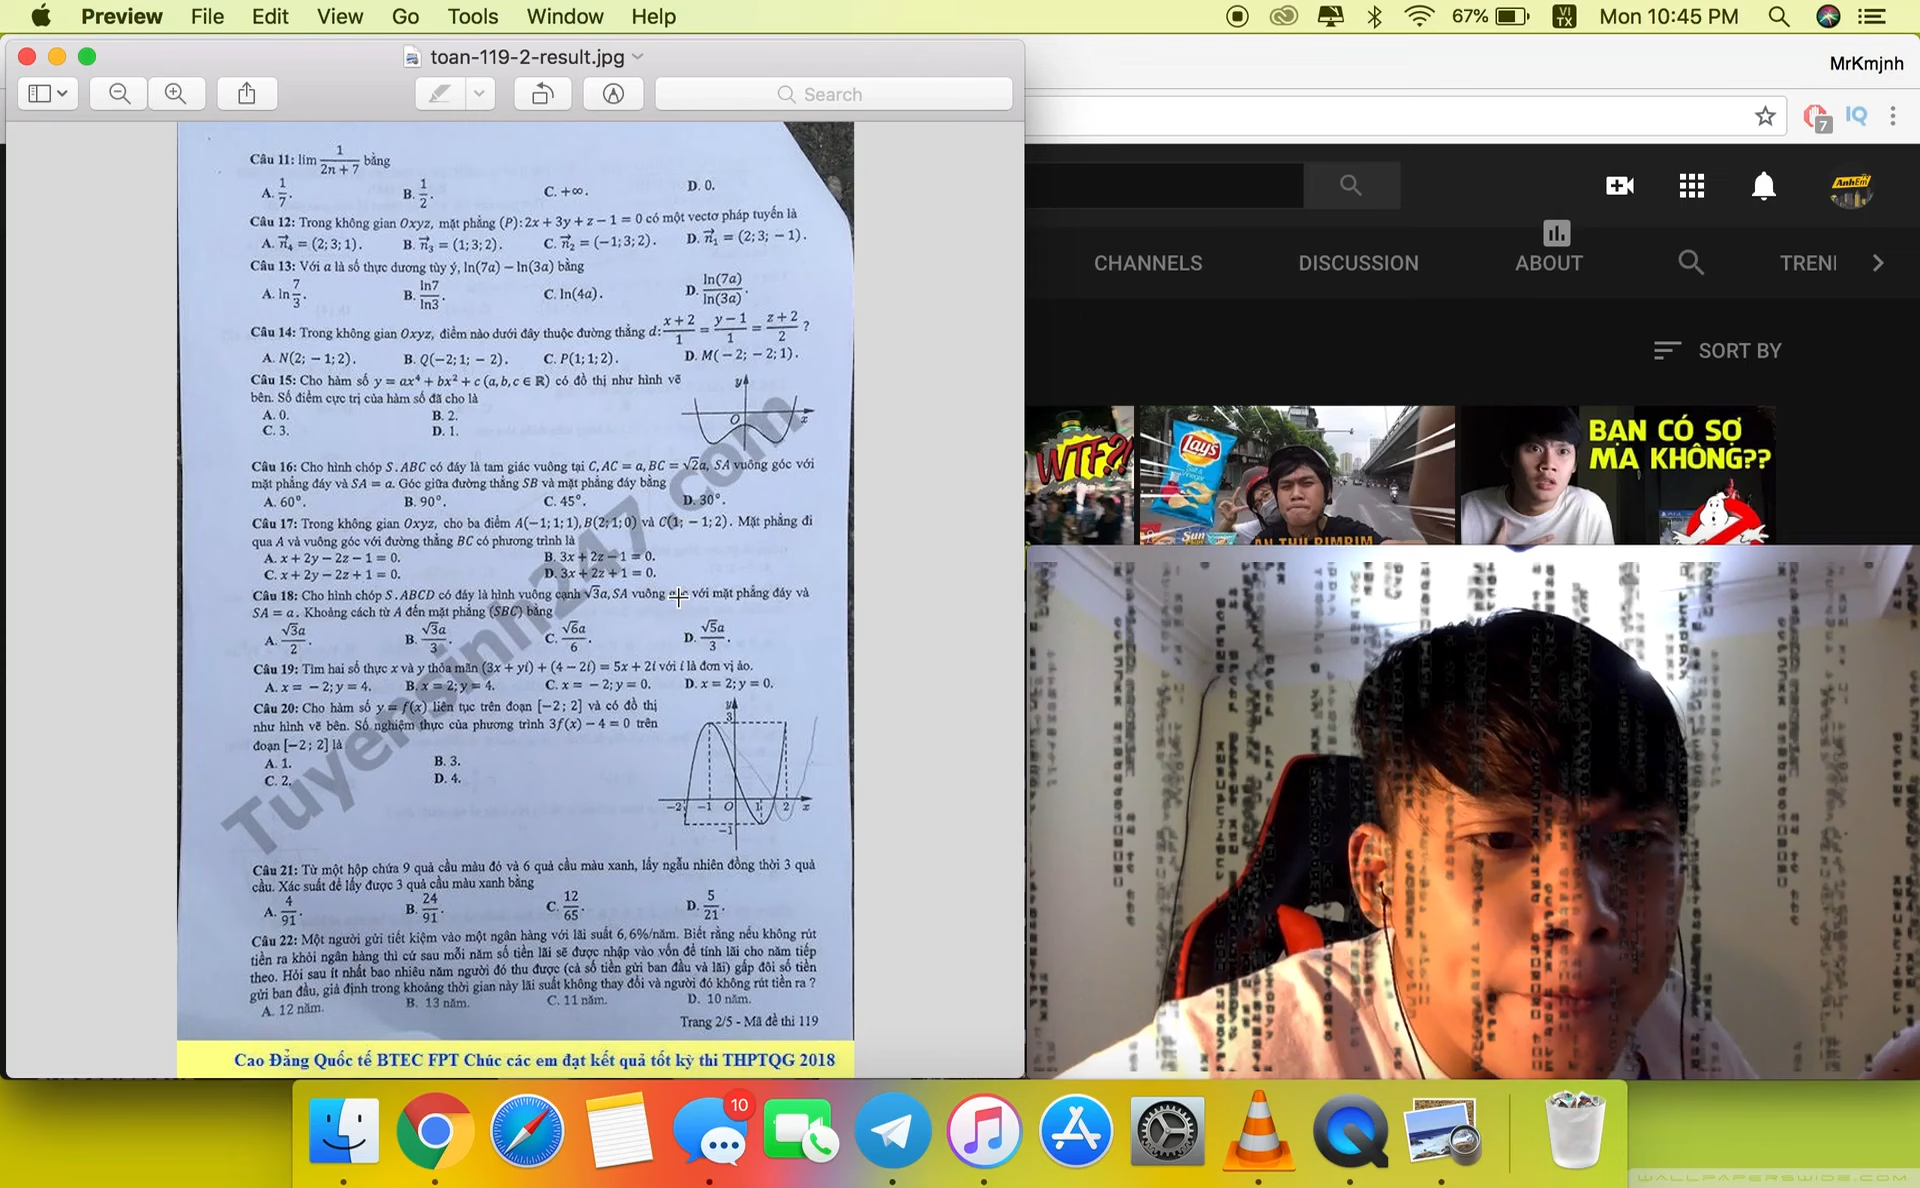 Preview File Edit View Go Tools Window Help
67% VI TX Mon 10:45 PM
toan-119-2-result.jpg
Search
MrKmjnh
7 IQ
AnhEm
CHANNELS DISCUSSION ABOUT TREN
SORT BY
WTF?!
Lay's
Sun
AN THỬ BIMBIM
BẠN CÓ SỢ
MA KHÔNG??
Câu 11: lim 1/(2n + 7) bằng
A. 1/7. B. 1/2. C. +∞. D. 0.
Câu 12: Trong không gian Oxyz, mặt phẳng (P): 2x + 3y + z − 1 = 0 có một vectơ pháp tuyến là
A. n⃗₄ = (2; 3; 1). B. n⃗₃ = (1; 3; 2). C. n⃗₂ = (−1; 3; 2). D. n⃗₁ = (2; 3; − 1).
Câu 13: Với a là số thực dương tùy ý, ln(7a) − ln(3a) bằng
A. ln 7/3. B. ln7/ln3. C. ln(4a). D. ln(7a)/ln(3a).
Câu 14: Trong không gian Oxyz, điểm nào dưới đây thuộc đường thẳng d: (x + 2)/1 = (y − 1)/1 = (z + 2)/2 ?
A. N(2; − 1; 2). B. Q(−2; 1; − 2). C. P(1; 1; 2). D. M(− 2; − 2; 1).
Câu 15: Cho hàm số y = ax⁴ + bx² + c (a, b, c ∈ ℝ) có đồ thị như hình vẽ
bên. Số điểm cực trị của hàm số đã cho là
A. 0. B. 2.
C. 3. D. 1.
y O x
Câu 16: Cho hình chóp S.ABC có đáy là tam giác vuông tại C, AC = a, BC = √2a, SA vuông góc với
mặt phẳng đáy và SA = a. Góc giữa đường thẳng SB và mặt phẳng đáy bằng
A. 60°. B. 90°. C. 45°. D. 30°.
Câu 17: Trong không gian Oxyz, cho ba điểm A(−1; 1; 1), B(2; 1; 0) và C(1; − 1; 2). Mặt phẳng đi
qua A và vuông góc với đường thẳng BC có phương trình là
A. x + 2y − 2z − 1 = 0. B. 3x + 2z − 1 = 0.
C. x + 2y − 2z + 1 = 0. D. 3x + 2z + 1 = 0.
Câu 18: Cho hình chóp S.ABCD có đáy là hình vuông cạnh √3a, SA vuông với mặt phẳng đáy và
SA = a. Khoảng cách từ A đến mặt phẳng (SBC) bằng
A. √3a/2. B. √3a/3. C. √6a/6. D. √5a/3.
Câu 19: Tìm hai số thực x và y thỏa mãn (3x + yi) + (4 − 2i) = 5x + 2i với i là đơn vị ảo.
A. x = − 2; y = 4. B. x = 2; y = 4. C. x = − 2; y = 0. D. x = 2; y = 0.
Câu 20: Cho hàm số y = f(x) liên tục trên đoạn [−2; 2] và có đồ thị
như hình vẽ bên. Số nghiệm thực của phương trình 3f(x) − 4 = 0 trên
đoạn [−2; 2] là
A. 1. B. 3.
C. 2. D. 4.
y 3
−2 −1 O 1 2 x
−1
Câu 21: Từ một hộp chứa 9 quả cầu màu đỏ và 6 quả cầu màu xanh, lấy ngẫu nhiên đồng thời 3 quả
cầu. Xác suất để lấy được 3 quả cầu màu xanh bằng
A. 4/91. B. 24/91. C. 12/65. D. 5/21.
Câu 22: Một người gửi tiết kiệm vào một ngân hàng với lãi suất 6,6%/năm. Biết rằng nếu không rút
tiền ra khỏi ngân hàng thì cứ sau mỗi năm số tiền lãi sẽ được nhập vào vốn để tính lãi cho năm tiếp
theo. Hỏi sau ít nhất bao nhiêu năm người đó thu được (cả số tiền gửi ban đầu và lãi) gấp đôi số tiền
gửi ban đầu, giả định trong khoảng thời gian này lãi suất không thay đổi và người đó không rút tiền ra ?
A. 12 năm. B. 13 năm. C. 11 năm. D. 10 năm.
Trang 2/5 - Mã đề thi 119
Tuyensinh247.com
Cao Đẳng Quốc tế BTEC FPT Chúc các em đạt kết quả tốt kỳ thi THPTQG 2018
10
WALLPAPERSWIDE.COM